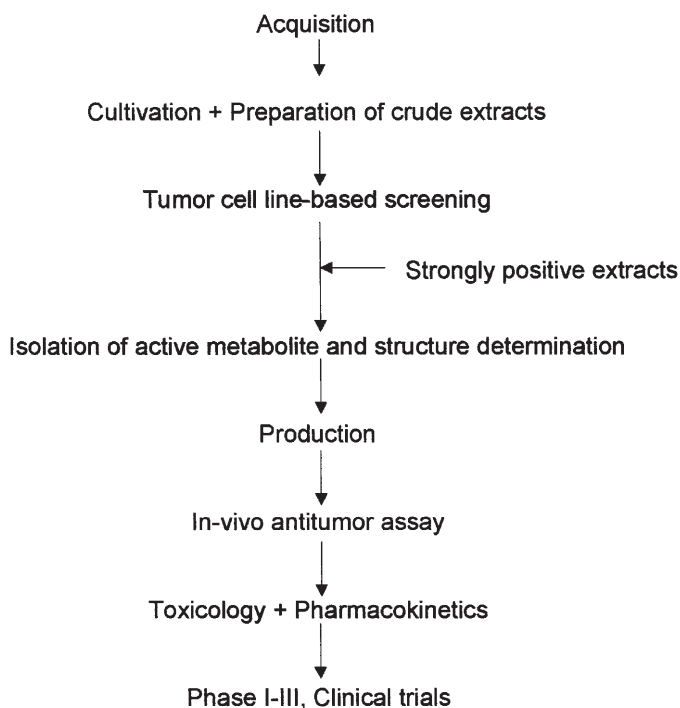 Acquisition
Cultivation + Preparation of crude extracts
Tumor cell line-based screening
Strongly positive extracts
Isolation of active metabolite and structure determination
Production
In-vivo antitumor assay
Toxicology + Pharmacokinetics
Phase I-III, Clinical trials